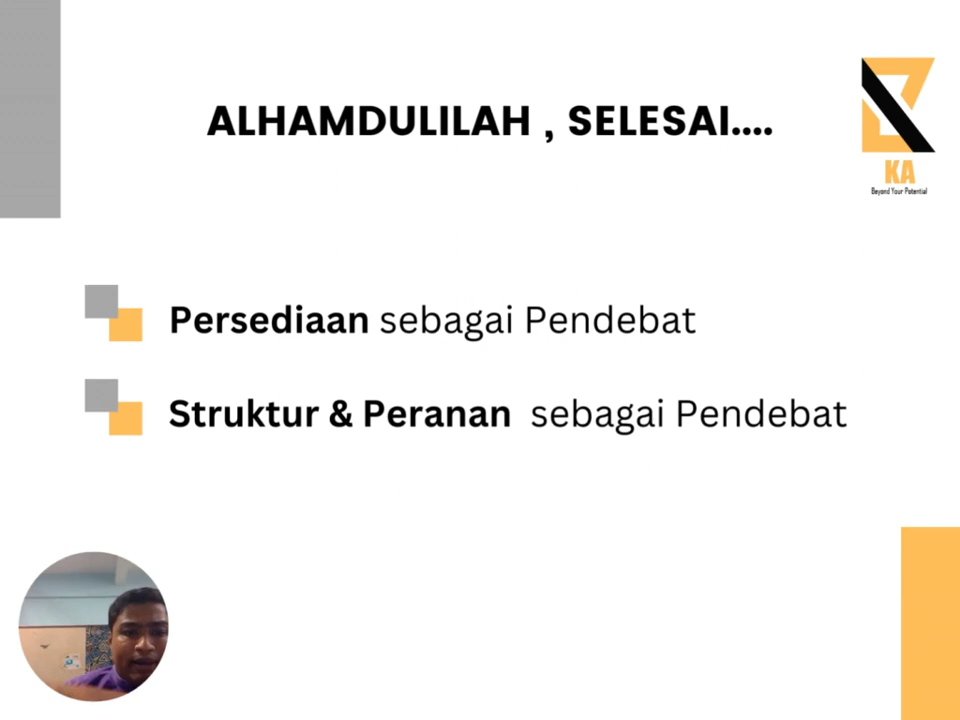 ALHAMDULILAH , SELESAI....
KA
Beyond Your Potential
Persediaan sebagai Pendebat
Struktur & Peranan sebagai Pendebat